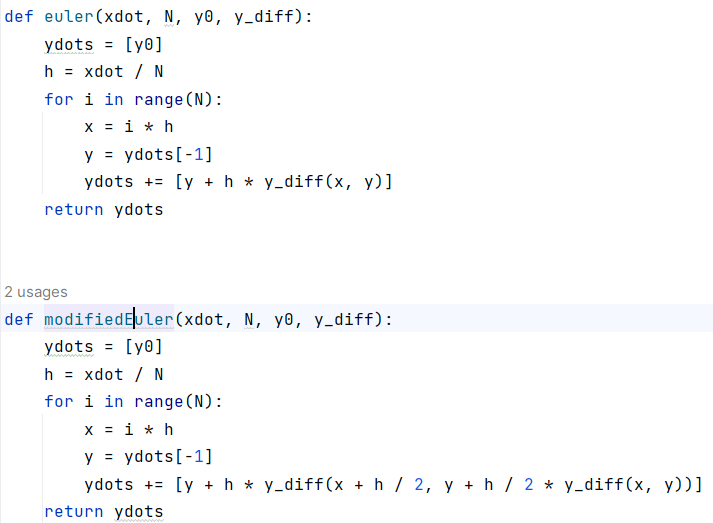 def euler(xdot, N, y0, y_diff):
    ydots = [y0]
    h = xdot / N
    for i in range(N):
        x = i * h
        y = ydots[-1]
        ydots += [y + h * y_diff(x, y)]
    return ydots
2 usages
def modifiedEuler(xdot, N, y0, y_diff):
    ydots = [y0]
    h = xdot / N
    for i in range(N):
        x = i * h
        y = ydots[-1]
        ydots += [y + h * y_diff(x + h / 2, y + h / 2 * y_diff(x, y))]
    return ydots